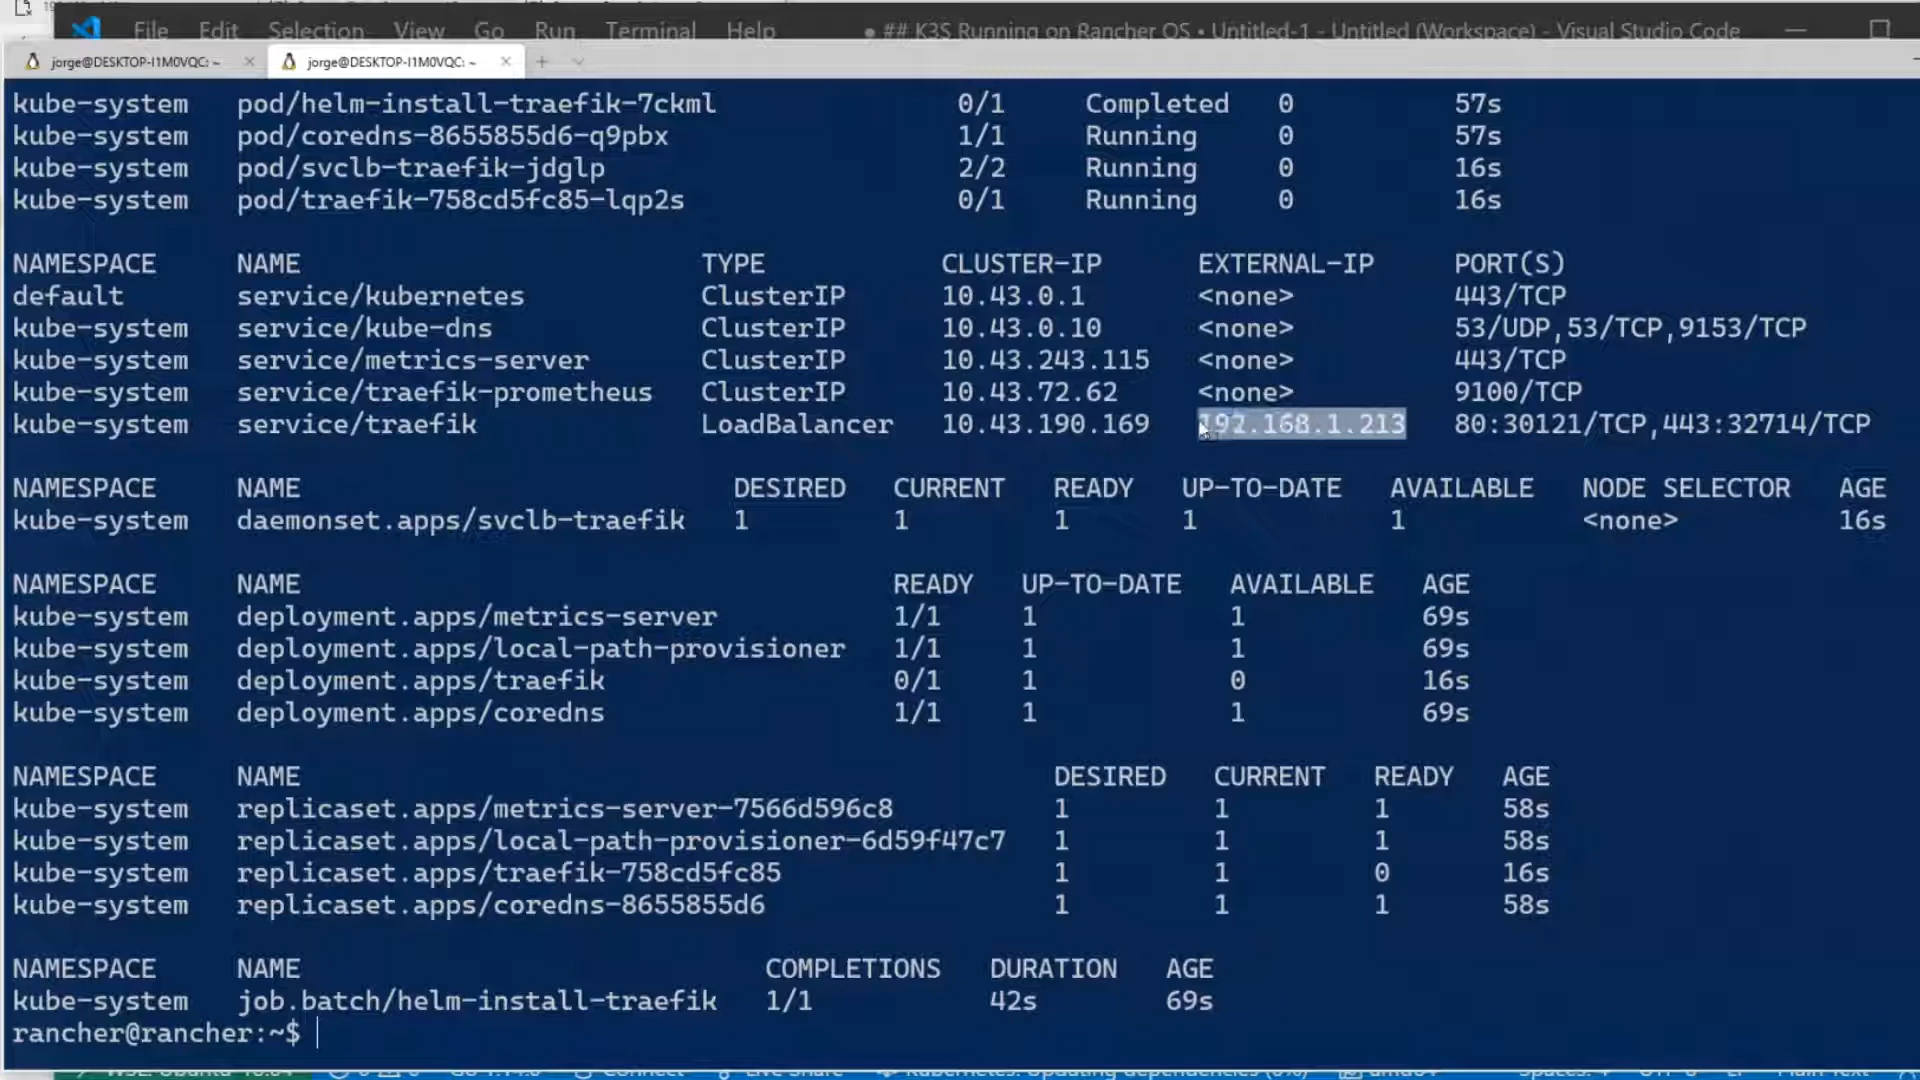 File Edit Selection View Go Run Terminal Help ● ## K3S Running on Rancher OS • Untitled-1 - Untitled (Workspace) - Visual Studio Code
jorge@DESKTOP-I1M0VQC: ~ jorge@DESKTOP-I1M0VQC: ~
kube-system pod/helm-install-traefik-7ckml 0/1 Completed 0 57s
kube-system pod/coredns-8655855d6-q9pbx 1/1 Running 0 57s
kube-system pod/svclb-traefik-jdglp 2/2 Running 0 16s
kube-system pod/traefik-758cd5fc85-lqp2s 0/1 Running 0 16s
NAMESPACE NAME TYPE CLUSTER-IP EXTERNAL-IP PORT(S)
default service/kubernetes ClusterIP 10.43.0.1 <none> 443/TCP
kube-system service/kube-dns ClusterIP 10.43.0.10 <none> 53/UDP,53/TCP,9153/TCP
kube-system service/metrics-server ClusterIP 10.43.243.115 <none> 443/TCP
kube-system service/traefik-prometheus ClusterIP 10.43.72.62 <none> 9100/TCP
kube-system service/traefik LoadBalancer 10.43.190.169 192.168.1.213 80:30121/TCP,443:32714/TCP
NAMESPACE NAME DESIRED CURRENT READY UP-TO-DATE AVAILABLE NODE SELECTOR AGE
kube-system daemonset.apps/svclb-traefik 1 1 1 1 1 <none> 16s
NAMESPACE NAME READY UP-TO-DATE AVAILABLE AGE
kube-system deployment.apps/metrics-server 1/1 1 1 69s
kube-system deployment.apps/local-path-provisioner 1/1 1 1 69s
kube-system deployment.apps/traefik 0/1 1 0 16s
kube-system deployment.apps/coredns 1/1 1 1 69s
NAMESPACE NAME DESIRED CURRENT READY AGE
kube-system replicaset.apps/metrics-server-7566d596c8 1 1 1 58s
kube-system replicaset.apps/local-path-provisioner-6d59f47c7 1 1 1 58s
kube-system replicaset.apps/traefik-758cd5fc85 1 1 0 16s
kube-system replicaset.apps/coredns-8655855d6 1 1 1 58s
NAMESPACE NAME COMPLETIONS DURATION AGE
kube-system job.batch/helm-install-traefik 1/1 42s 69s
rancher@rancher:~$